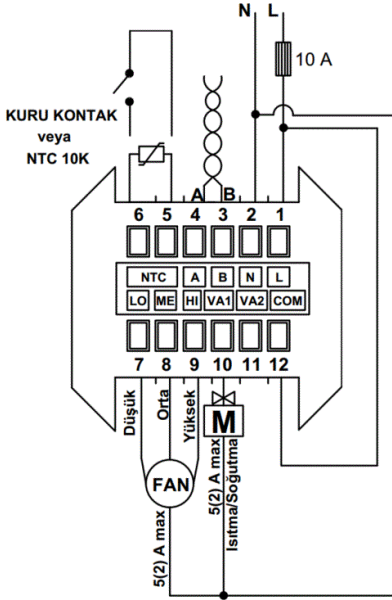 N L
10 A
KURU KONTAK
veya
NTC 10K
A B
6 5 4 3 2 1
NTC A B N L
LO ME HI VA1 VA2 COM
7 8 9 10 11 12
Düşük
Orta
Yüksek
M
FAN
5(2) A max
5(2) A max
Isıtma/Soğutma